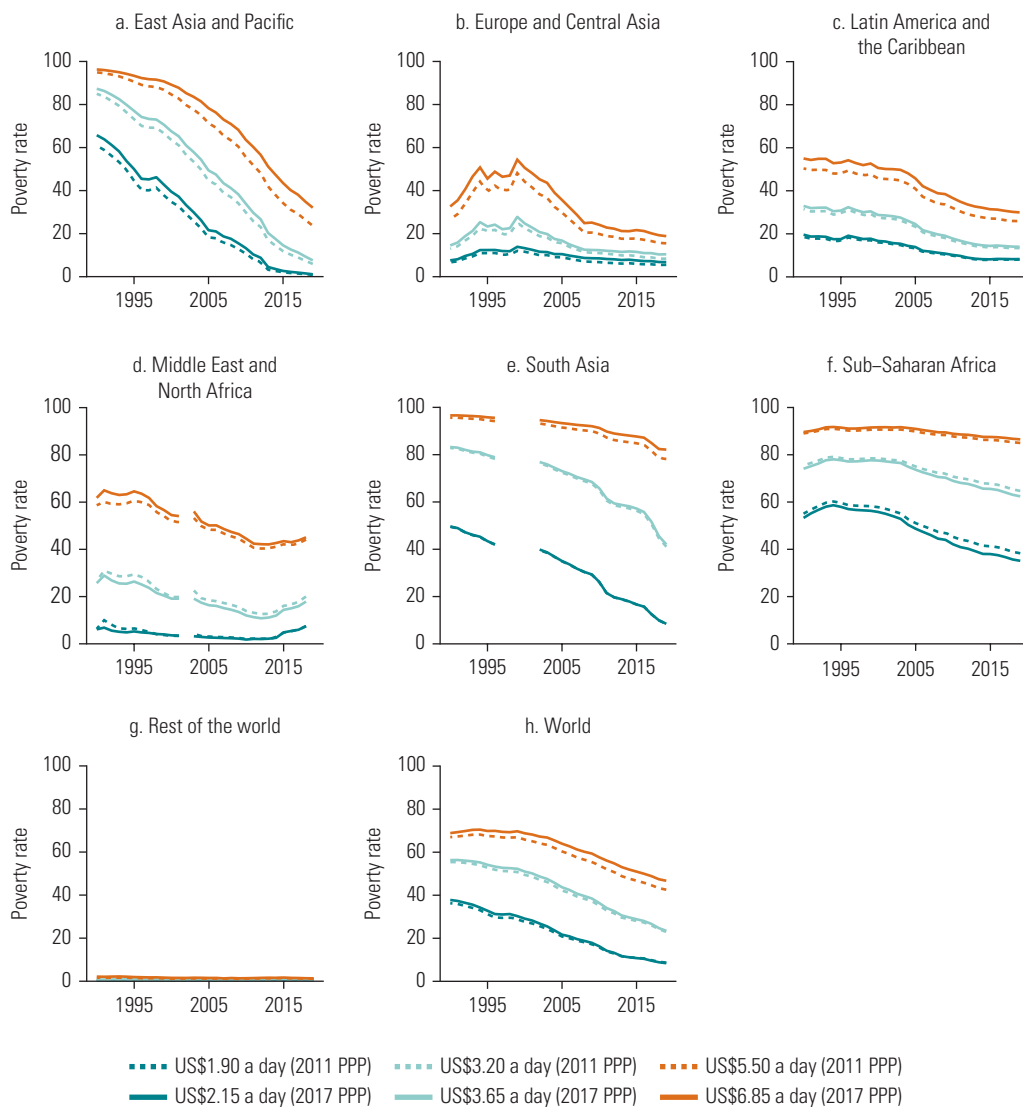 a. East Asia and Pacific
Poverty rate
100
80
60
40
20
0
1995 2005 2015
b. Europe and Central Asia
Poverty rate
100
80
60
40
20
0
1995 2005 2015
c. Latin America and
the Caribbean
Poverty rate
100
80
60
40
20
0
1995 2005 2015
d. Middle East and
North Africa
Poverty rate
100
80
60
40
20
0
1995 2005 2015
e. South Asia
Poverty rate
100
80
60
40
20
0
1995 2005 2015
f. Sub–Saharan Africa
Poverty rate
100
80
60
40
20
0
1995 2005 2015
g. Rest of the world
Poverty rate
100
80
60
40
20
0
1995 2005 2015
h. World
Poverty rate
100
80
60
40
20
0
1995 2005 2015
US$1.90 a day (2011 PPP) US$3.20 a day (2011 PPP) US$5.50 a day (2011 PPP)
US$2.15 a day (2017 PPP) US$3.65 a day (2017 PPP) US$6.85 a day (2017 PPP)